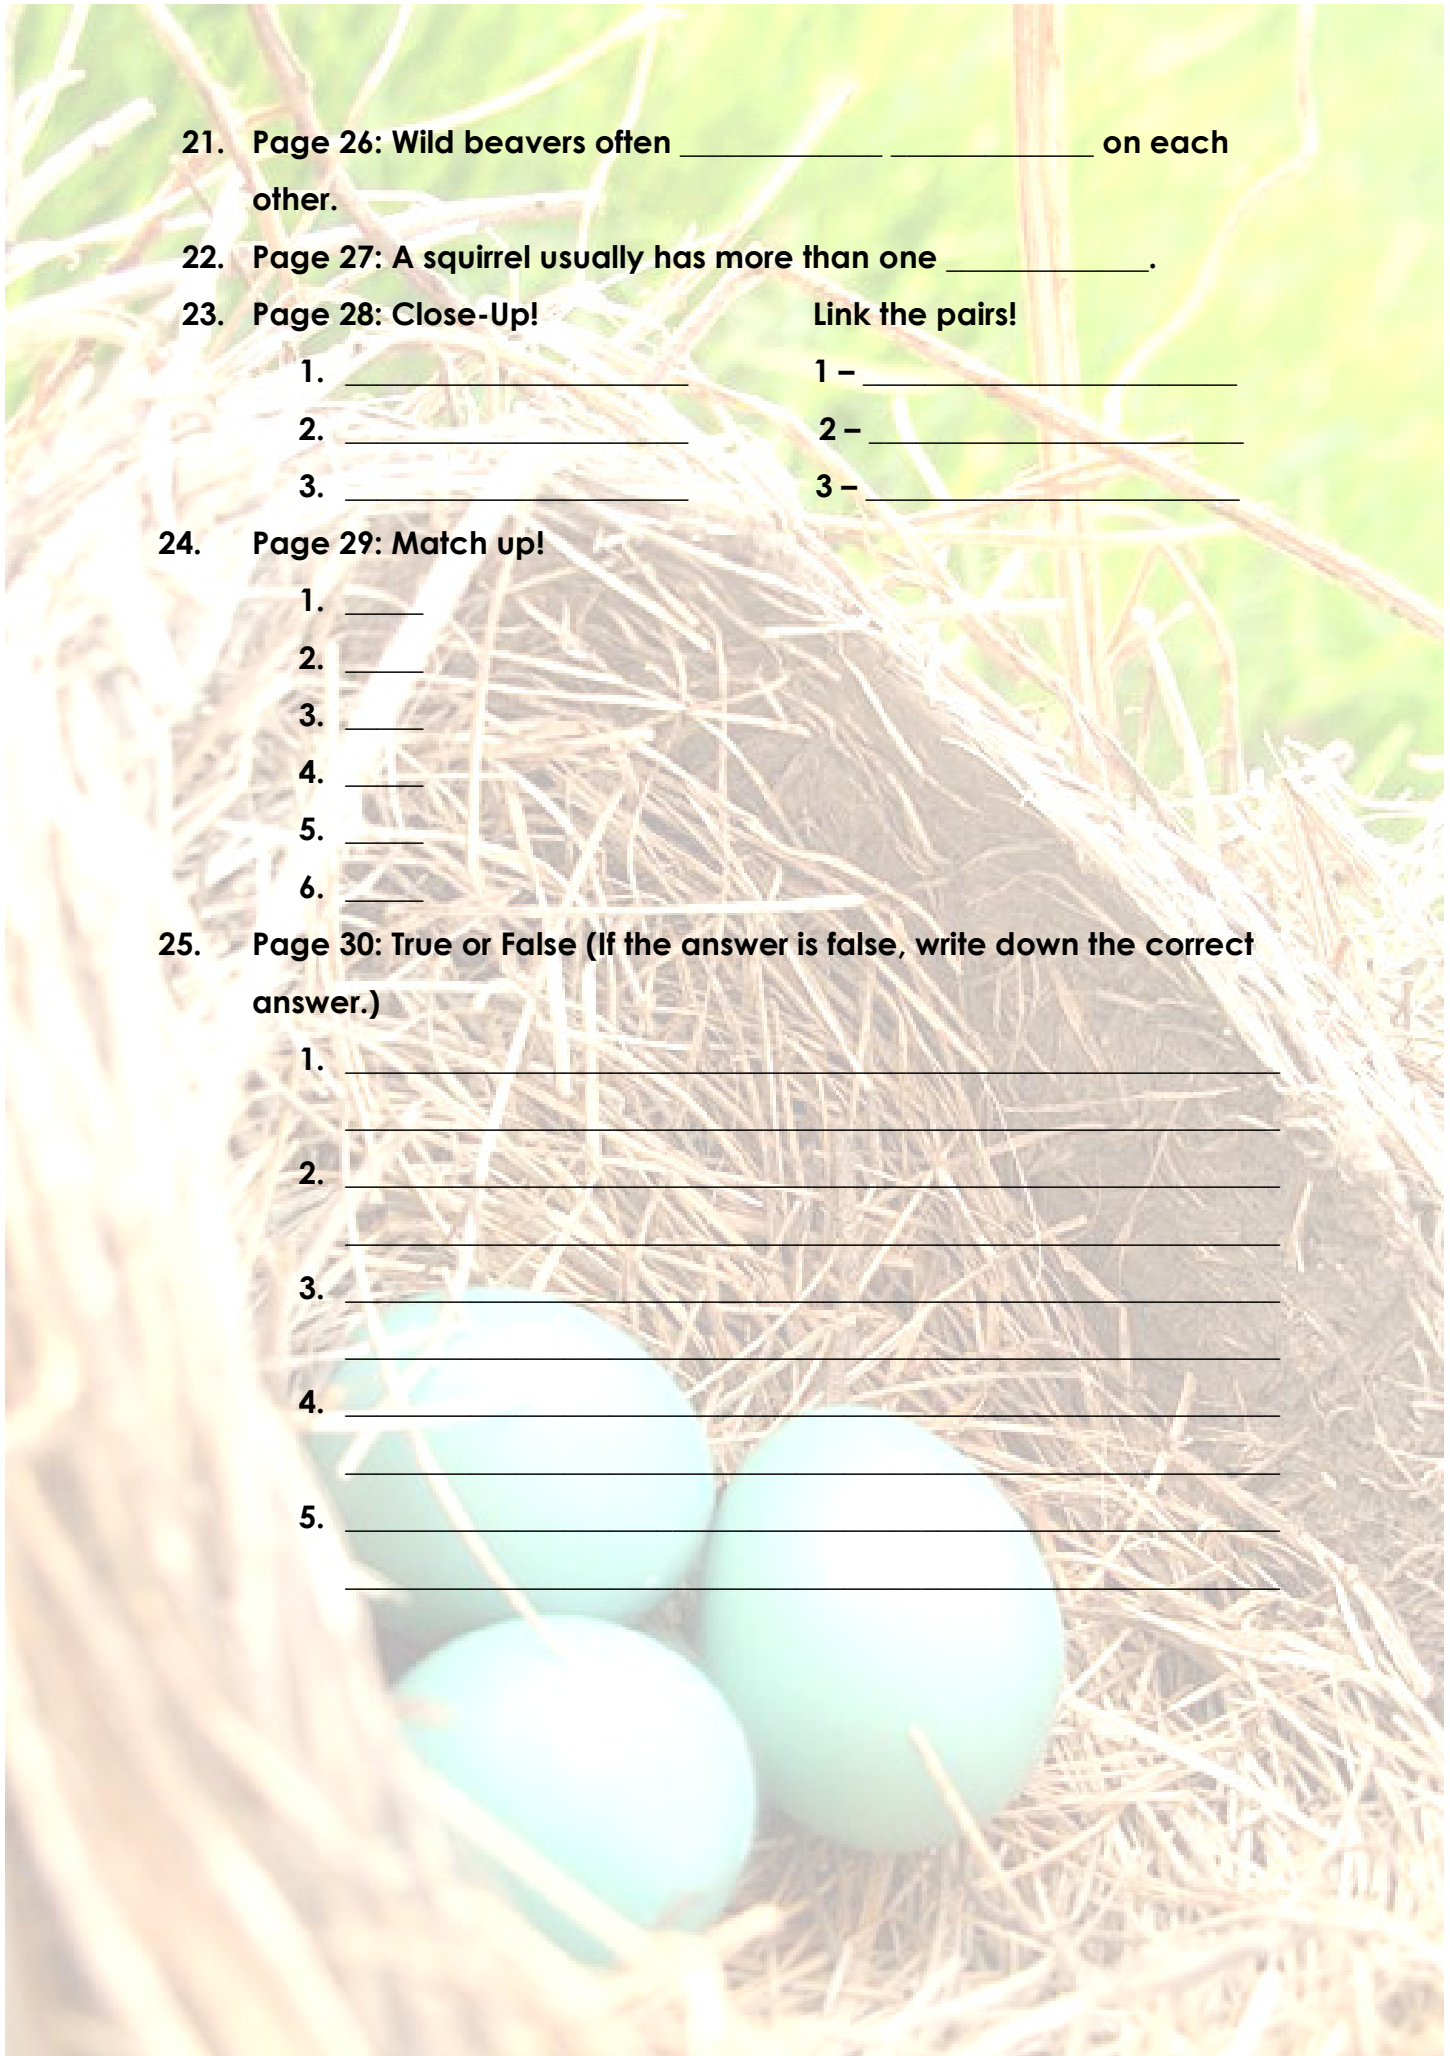 21. Page 26: Wild beavers often _____________ _____________ on each
other.
22. Page 27: A squirrel usually has more than one _____________.
23. Page 28: Close-Up! Link the pairs!
1. ______________________ 1 – ________________________
2. ______________________ 2 – ________________________
3. ______________________ 3 – ________________________
24. Page 29: Match up!
1. _____
2. _____
3. _____
4. _____
5. _____
6. _____
25. Page 30: True or False (If the answer is false, write down the correct
answer.)
1. ____________________________________________________________
____________________________________________________________
2. ____________________________________________________________
____________________________________________________________
3. ____________________________________________________________
____________________________________________________________
4. ____________________________________________________________
____________________________________________________________
5. ____________________________________________________________
____________________________________________________________